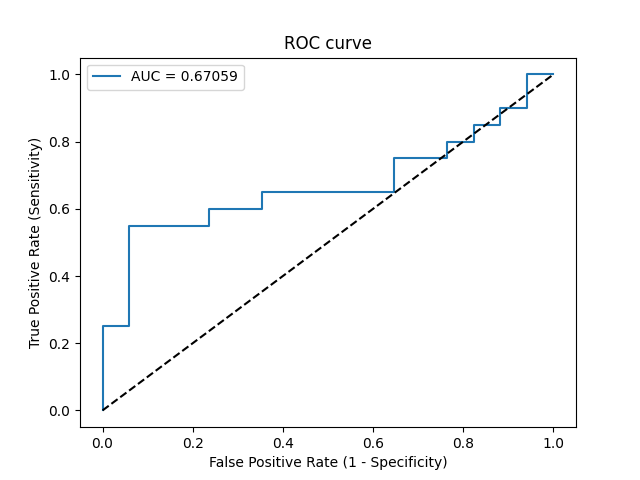 ROC curve
AUC = 0.67059
True Positive Rate (Sensitivity)
1.0
0.8
0.6
0.4
0.2
0.0
0.0 0.2 0.4 0.6 0.8 1.0
False Positive Rate (1 - Specificity)